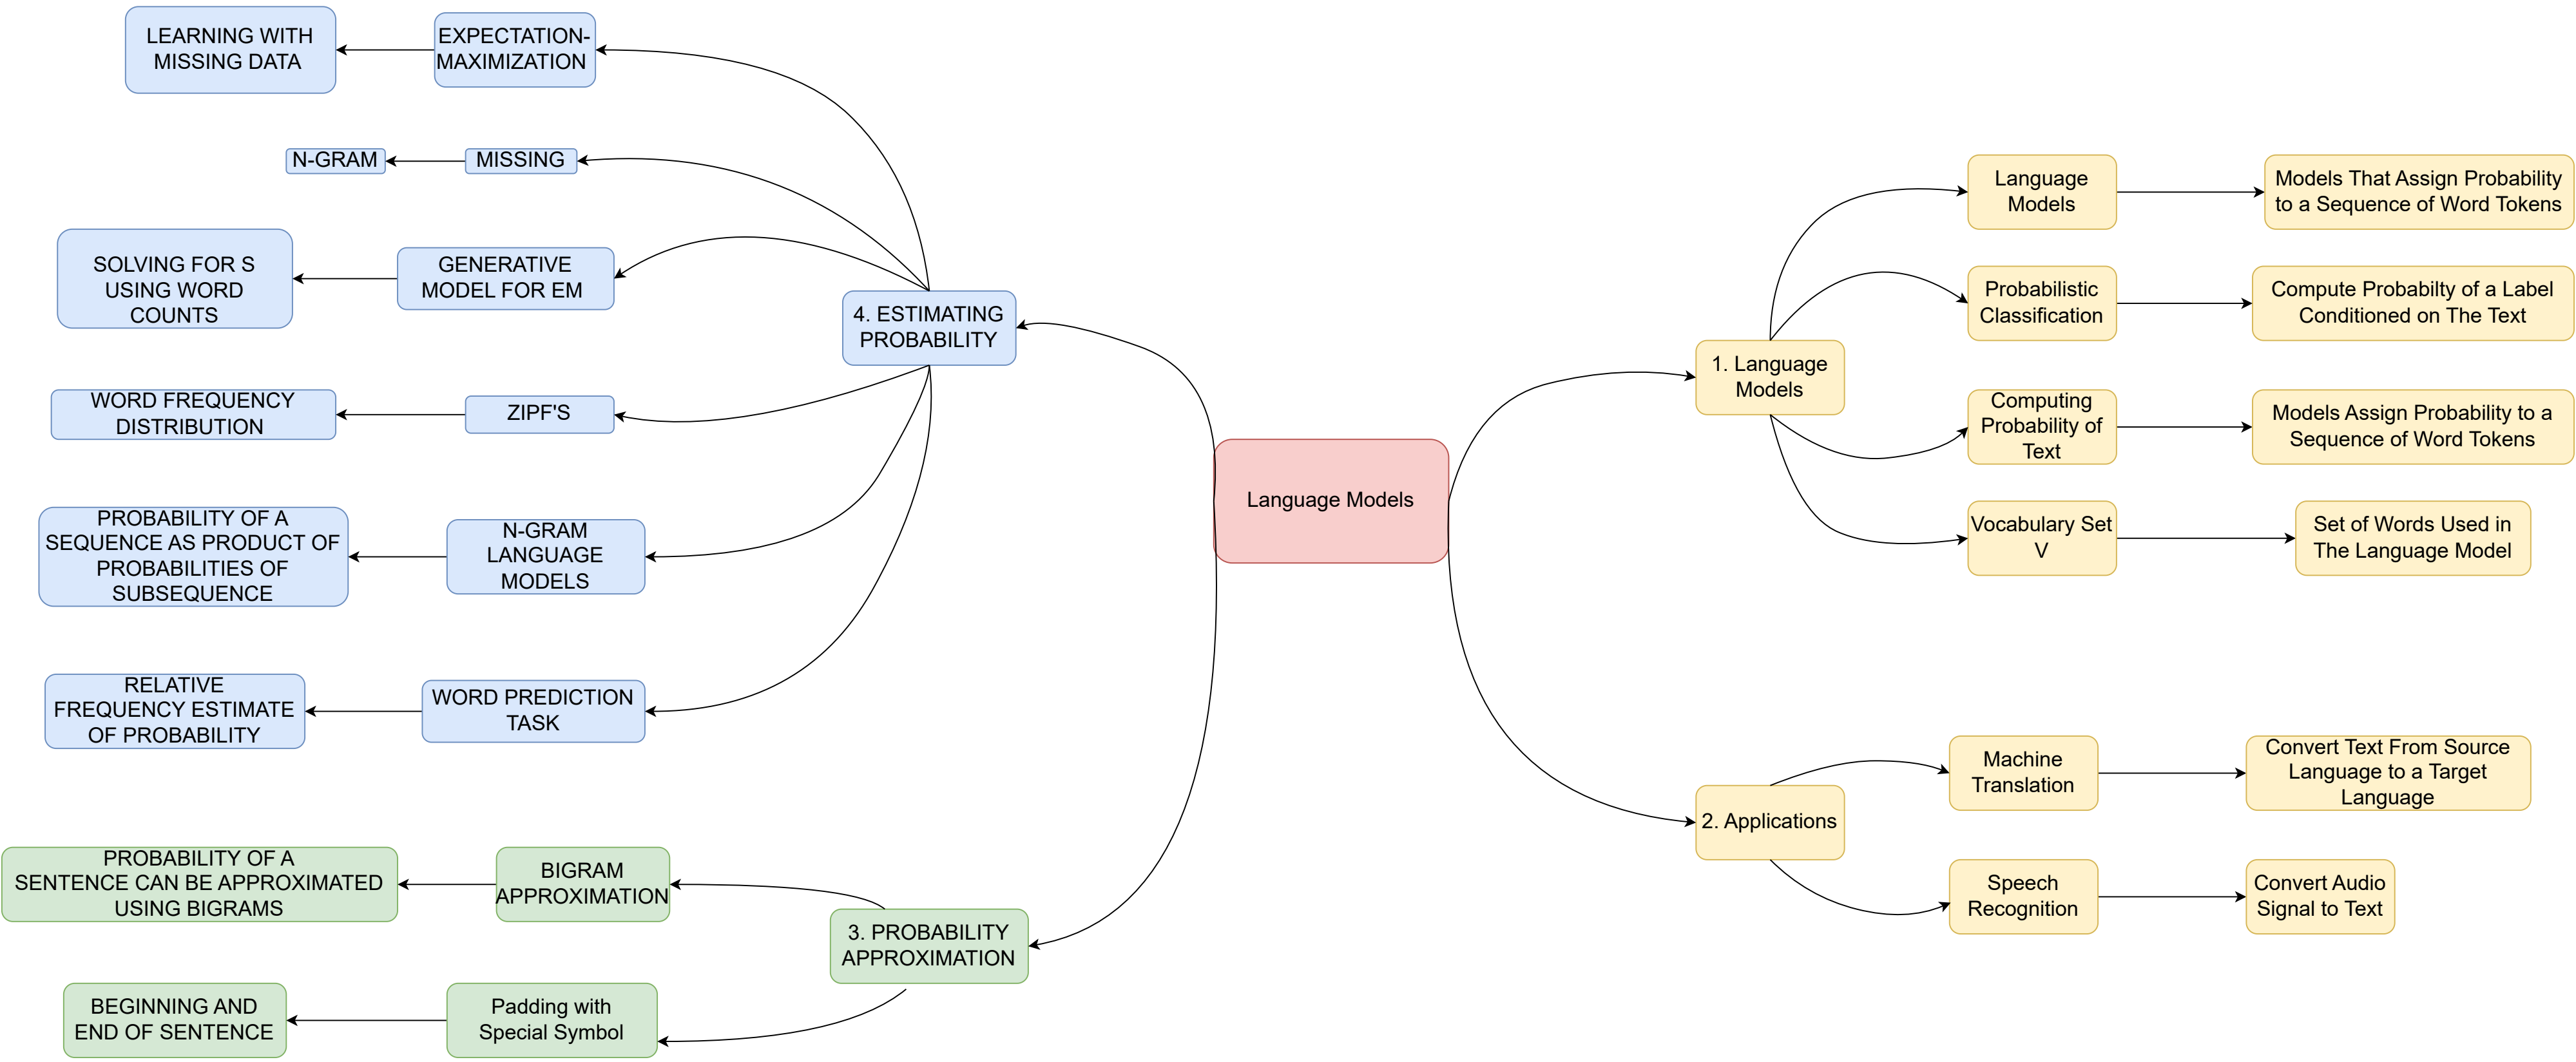 LEARNING WITH
MISSING DATA
EXPECTATION-
MAXIMIZATION
N-GRAM
MISSING
SOLVING FOR S
USING WORD
COUNTS
GENERATIVE
MODEL FOR EM
4. ESTIMATING
PROBABILITY
WORD FREQUENCY
DISTRIBUTION
ZIPF'S
PROBABILITY OF A
SEQUENCE AS PRODUCT OF
PROBABILITIES OF
SUBSEQUENCE
N-GRAM
LANGUAGE
MODELS
RELATIVE
FREQUENCY ESTIMATE
OF PROBABILITY
WORD PREDICTION
TASK
PROBABILITY OF A
SENTENCE CAN BE APPROXIMATED
USING BIGRAMS
BIGRAM
APPROXIMATION
3. PROBABILITY
APPROXIMATION
BEGINNING AND
END OF SENTENCE
Padding with
Special Symbol
Language Models
1. Language
Models
Language
Models
Models That Assign Probability
to a Sequence of Word Tokens
Probabilistic
Classification
Compute Probabilty of a Label
Conditioned on The Text
Computing
Probability of
Text
Models Assign Probability to a
Sequence of Word Tokens
Vocabulary Set
V
Set of Words Used in
The Language Model
2. Applications
Machine
Translation
Convert Text From Source
Language to a Target
Language
Speech
Recognition
Convert Audio
Signal to Text